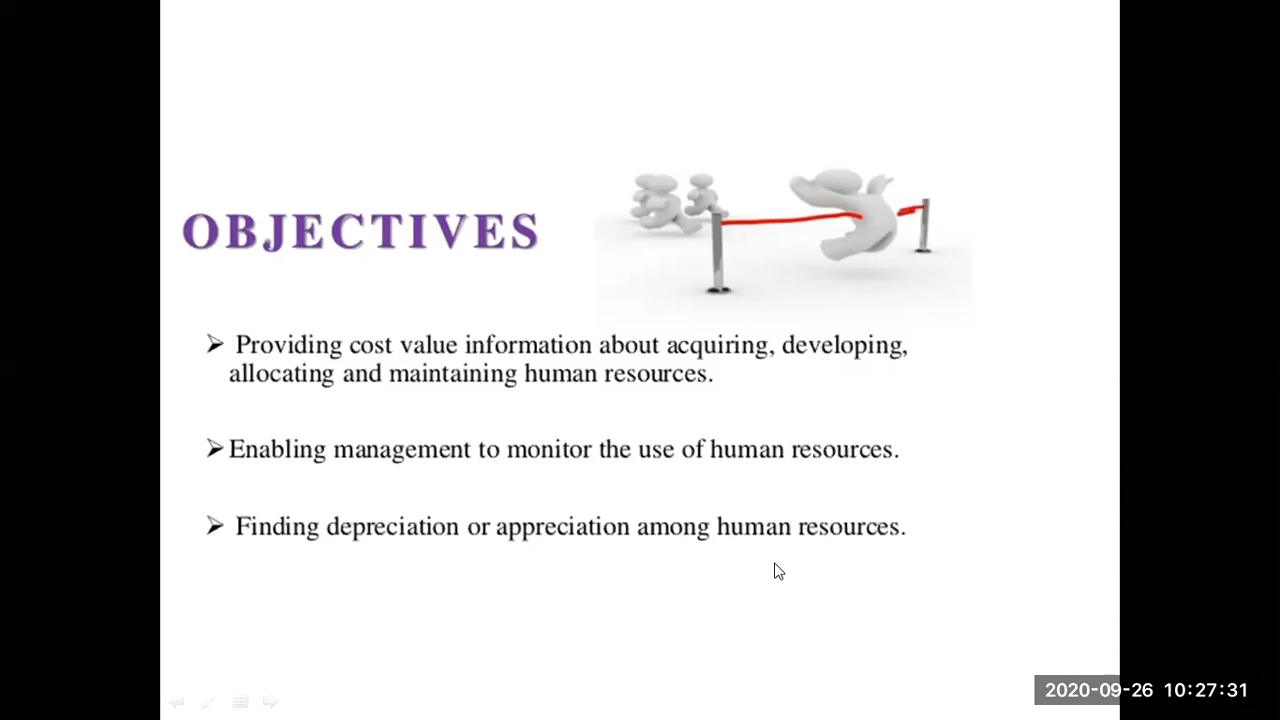 OBJECTIVES
➢ Providing cost value information about acquiring, developing,
allocating and maintaining human resources.
➢Enabling management to monitor the use of human resources.
➢ Finding depreciation or appreciation among human resources.
2020-09-26 10:27:31